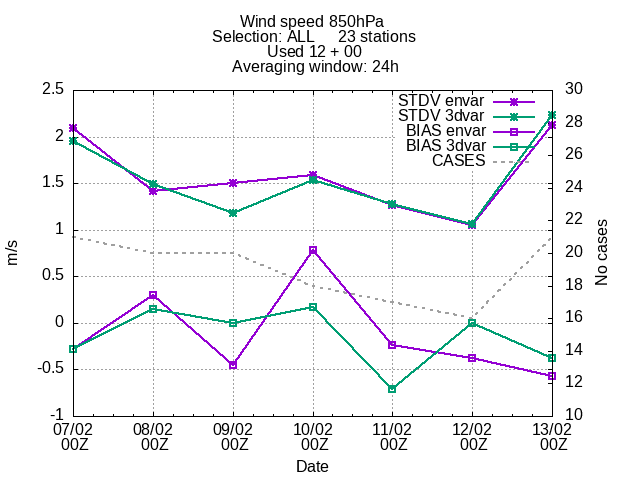 Wind speed 850hPa
Selection: ALL 23 stations
Used 12 + 00
Averaging window: 24h
STDV envar
STDV 3dvar
BIAS envar
BIAS 3dvar
CASES
2.5
2
1.5
1
0.5
0
-0.5
-1
m/s
30
28
26
24
22
20
18
16
14
12
10
No cases
07/02 08/02 09/02 10/02 11/02 12/02 13/02
00Z 00Z 00Z 00Z 00Z 00Z 00Z
Date